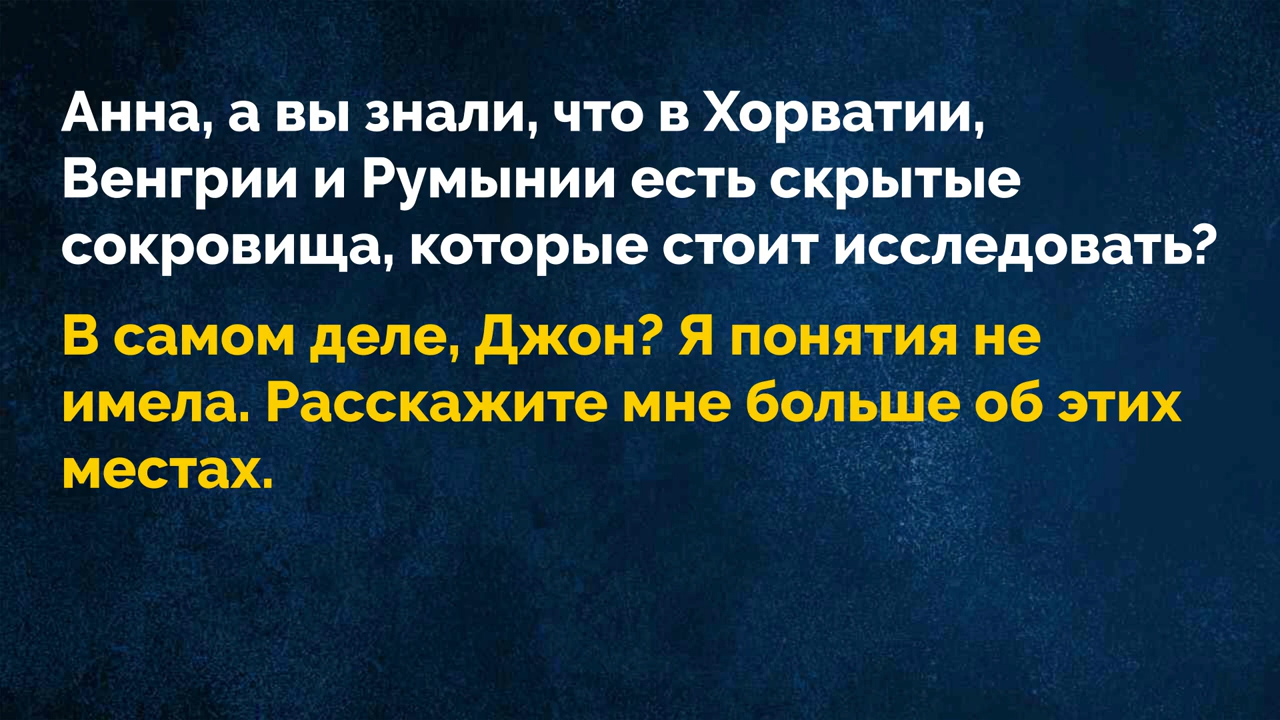 Анна, а вы знали, что в Хорватии,
Венгрии и Румынии есть скрытые
сокровища, которые стоит исследовать?
В самом деле, Джон? Я понятия не
имела. Расскажите мне больше об этих
местах.